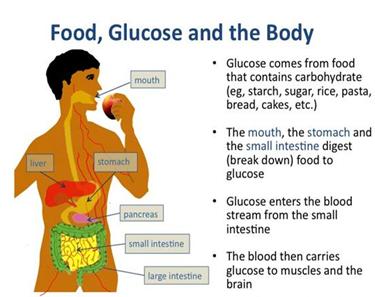 Food, Glucose and the Body
mouth
liver
stomach
pancreas
small intestine
large intestine
• Glucose comes from food
that contains carbohydrate
(eg, starch, sugar, rice, pasta,
bread, cakes, etc.)
• The mouth, the stomach and
the small intestine digest
(break down) food to
glucose
• Glucose enters the blood
stream from the small
intestine
• The blood then carries
glucose to muscles and the
brain